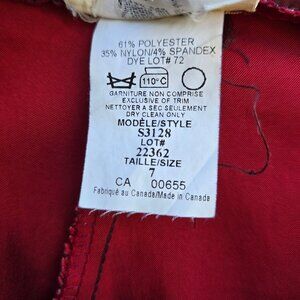 61% POLYESTER
35% NYLON/4% SPANDEX
DYE LOT# 72
110°C
GARNITURE NON COMPRISE
EXCLUSIVE OF TRIM
NETTOYER A SEC SEULEMENT
DRY CLEAN ONLY
MODÈLE/STYLE
S3128
LOT#
22362
TAILLE/SIZE
7
CA 00655
Fabriqué au Canada/Made in Canada